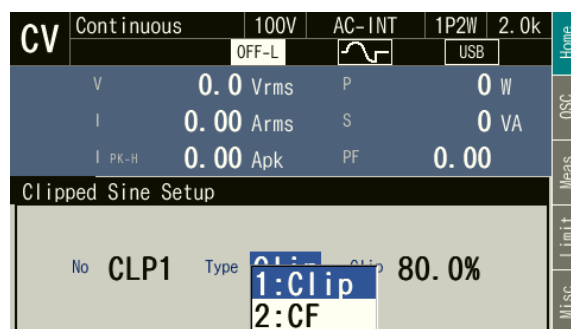 CV Continuous 100V AC-INT 1P2W 2.0k
OFF-L USB
V 0.0 Vrms P 0 W
I 0.00 Arms S 0 VA
I PK-H 0.00 Apk PF 0.00
Clipped Sine Setup
No CLP1 Type Clip Clip 80.0%
1:Clip
2:CF
Home
OSC
Meas
Limit
Misc